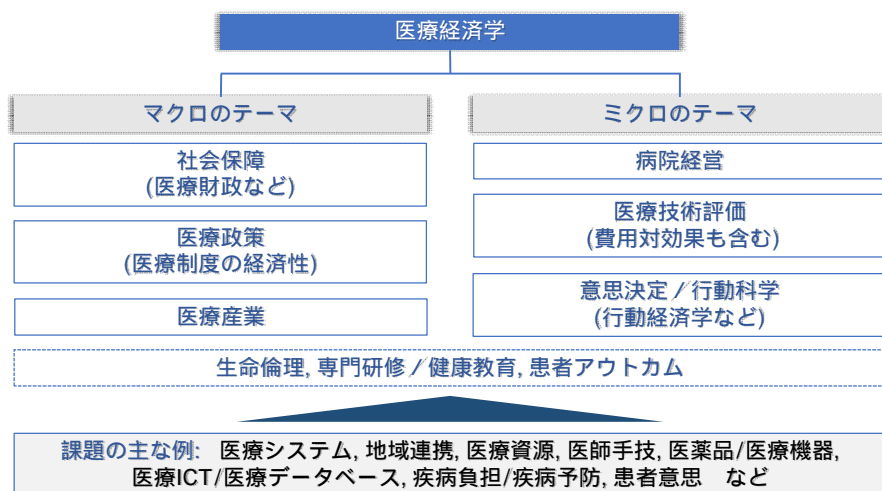 医療経済学
マクロのテーマ
ミクロのテーマ
社会保障
(医療財政など)
医療政策
(医療制度の経済性)
医療産業
病院経営
医療技術評価
(費用対効果も含む)
意思決定／行動科学
(行動経済学など)
生命倫理, 専門研修／健康教育, 患者アウトカム
課題の主な例: 医療システム, 地域連携, 医療資源, 医師手技, 医薬品/医療機器,
医療ICT/医療データベース, 疾病負担/疾病予防, 患者意思　など